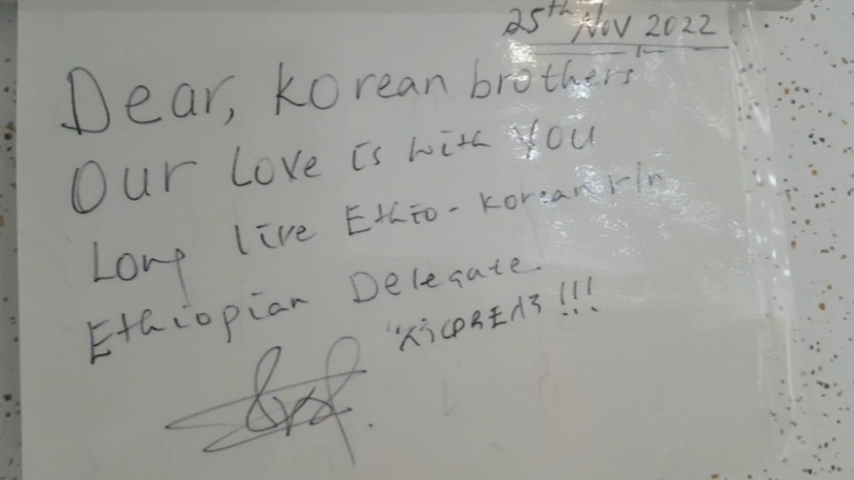 25th Nov 2022
Dear, Korean brothers
Our Love is with You
Long live Ethio-korean r/n
Ethiopian Delegate
!!!